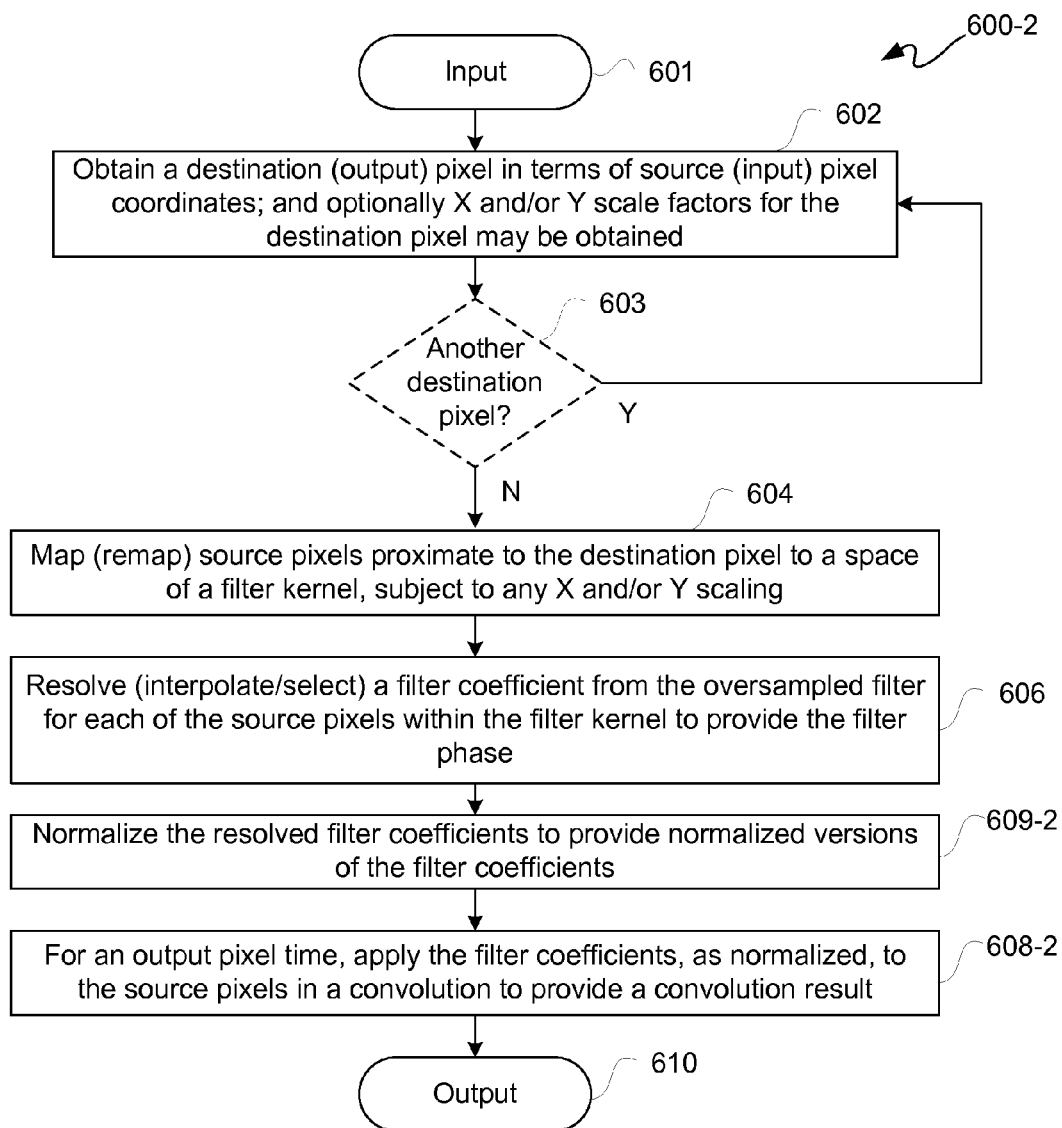 600-2
Input
601
602
Obtain a destination (output) pixel in terms of source (input) pixel
coordinates; and optionally X and/or Y scale factors for the
destination pixel may be obtained
603
Another
destination
pixel?
Y
N
604
Map (remap) source pixels proximate to the destination pixel to a space
of a filter kernel, subject to any X and/or Y scaling
Resolve (interpolate/select) a filter coefficient from the oversampled filter
for each of the source pixels within the filter kernel to provide the filter
phase
606
609-2
Normalize the resolved filter coefficients to provide normalized versions
of the filter coefficients
608-2
For an output pixel time, apply the filter coefficients, as normalized, to
the source pixels in a convolution to provide a convolution result
Output
610